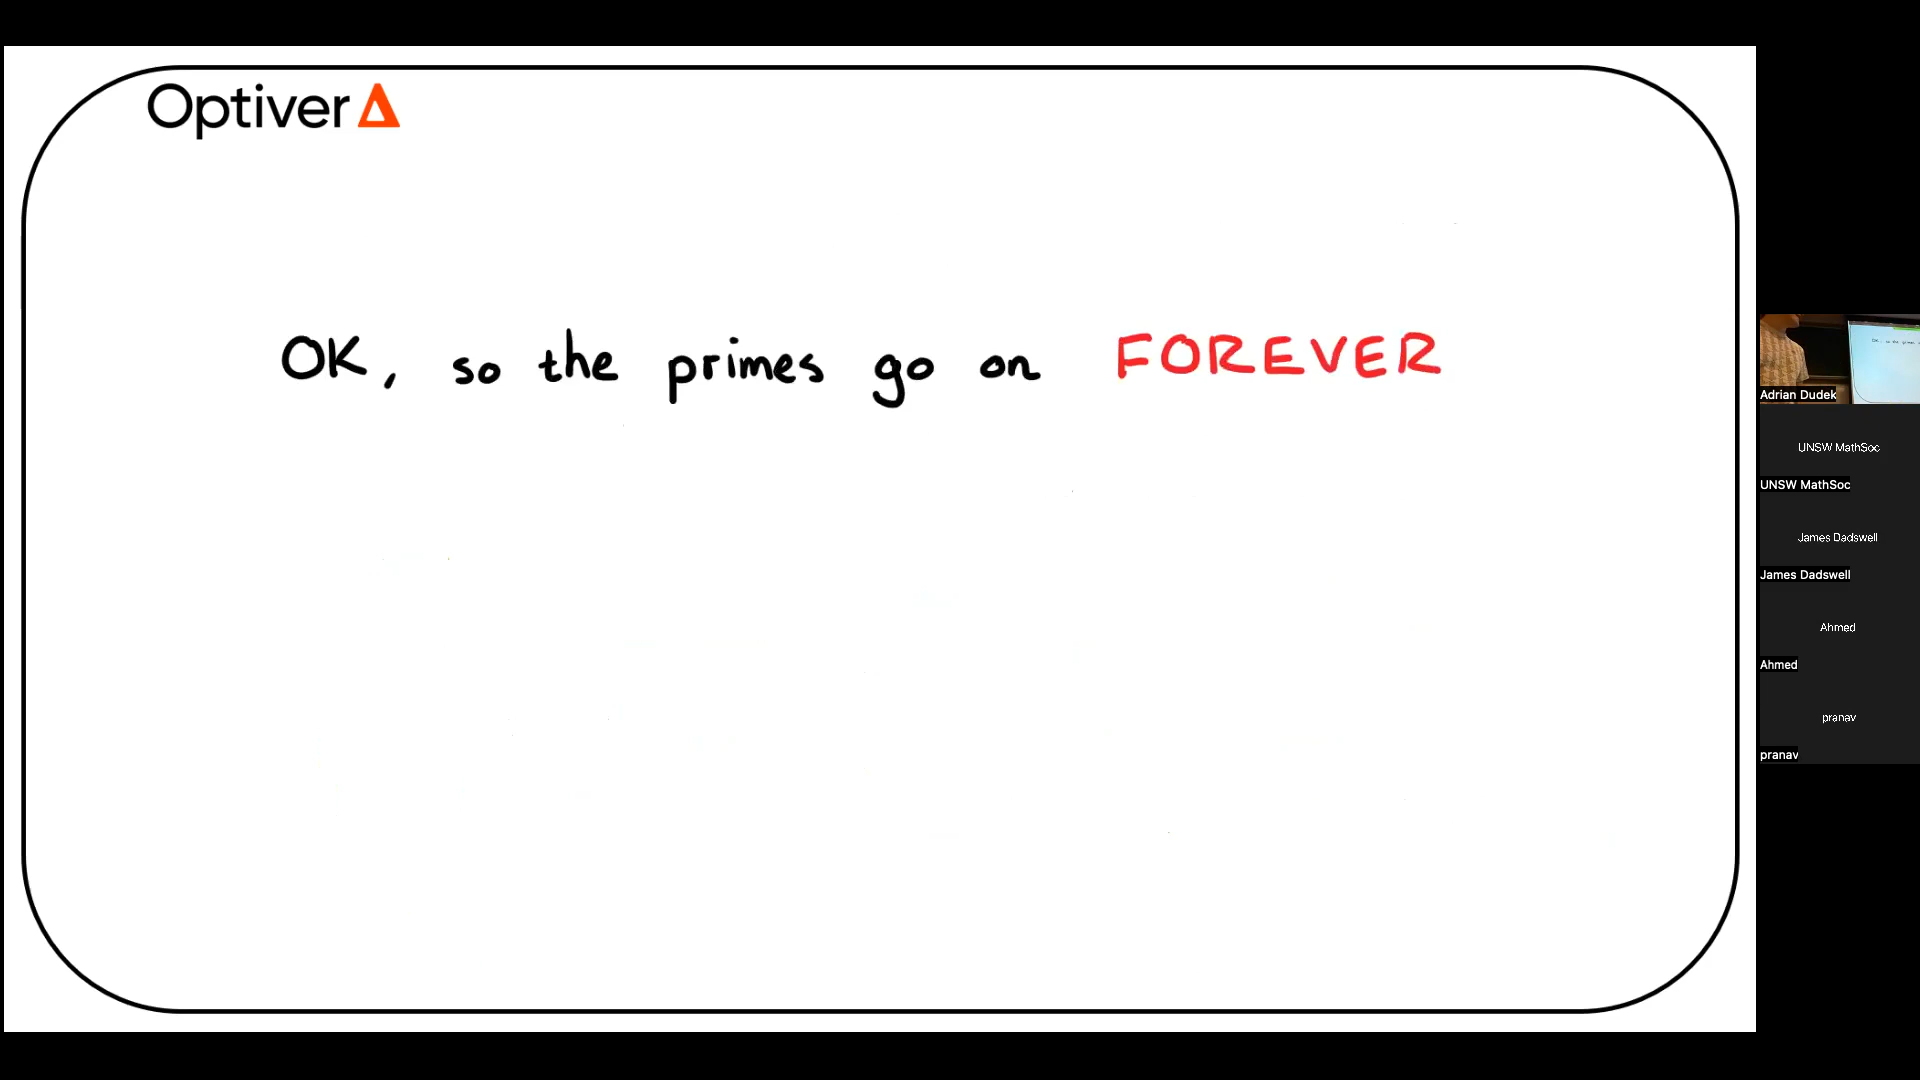 Optiver
OK, so the primes go on FOREVER
Adrian Dudek
UNSW MathSoc
UNSW MathSoc
James Dadswell
James Dadswell
Ahmed
Ahmed
pranav
pranav